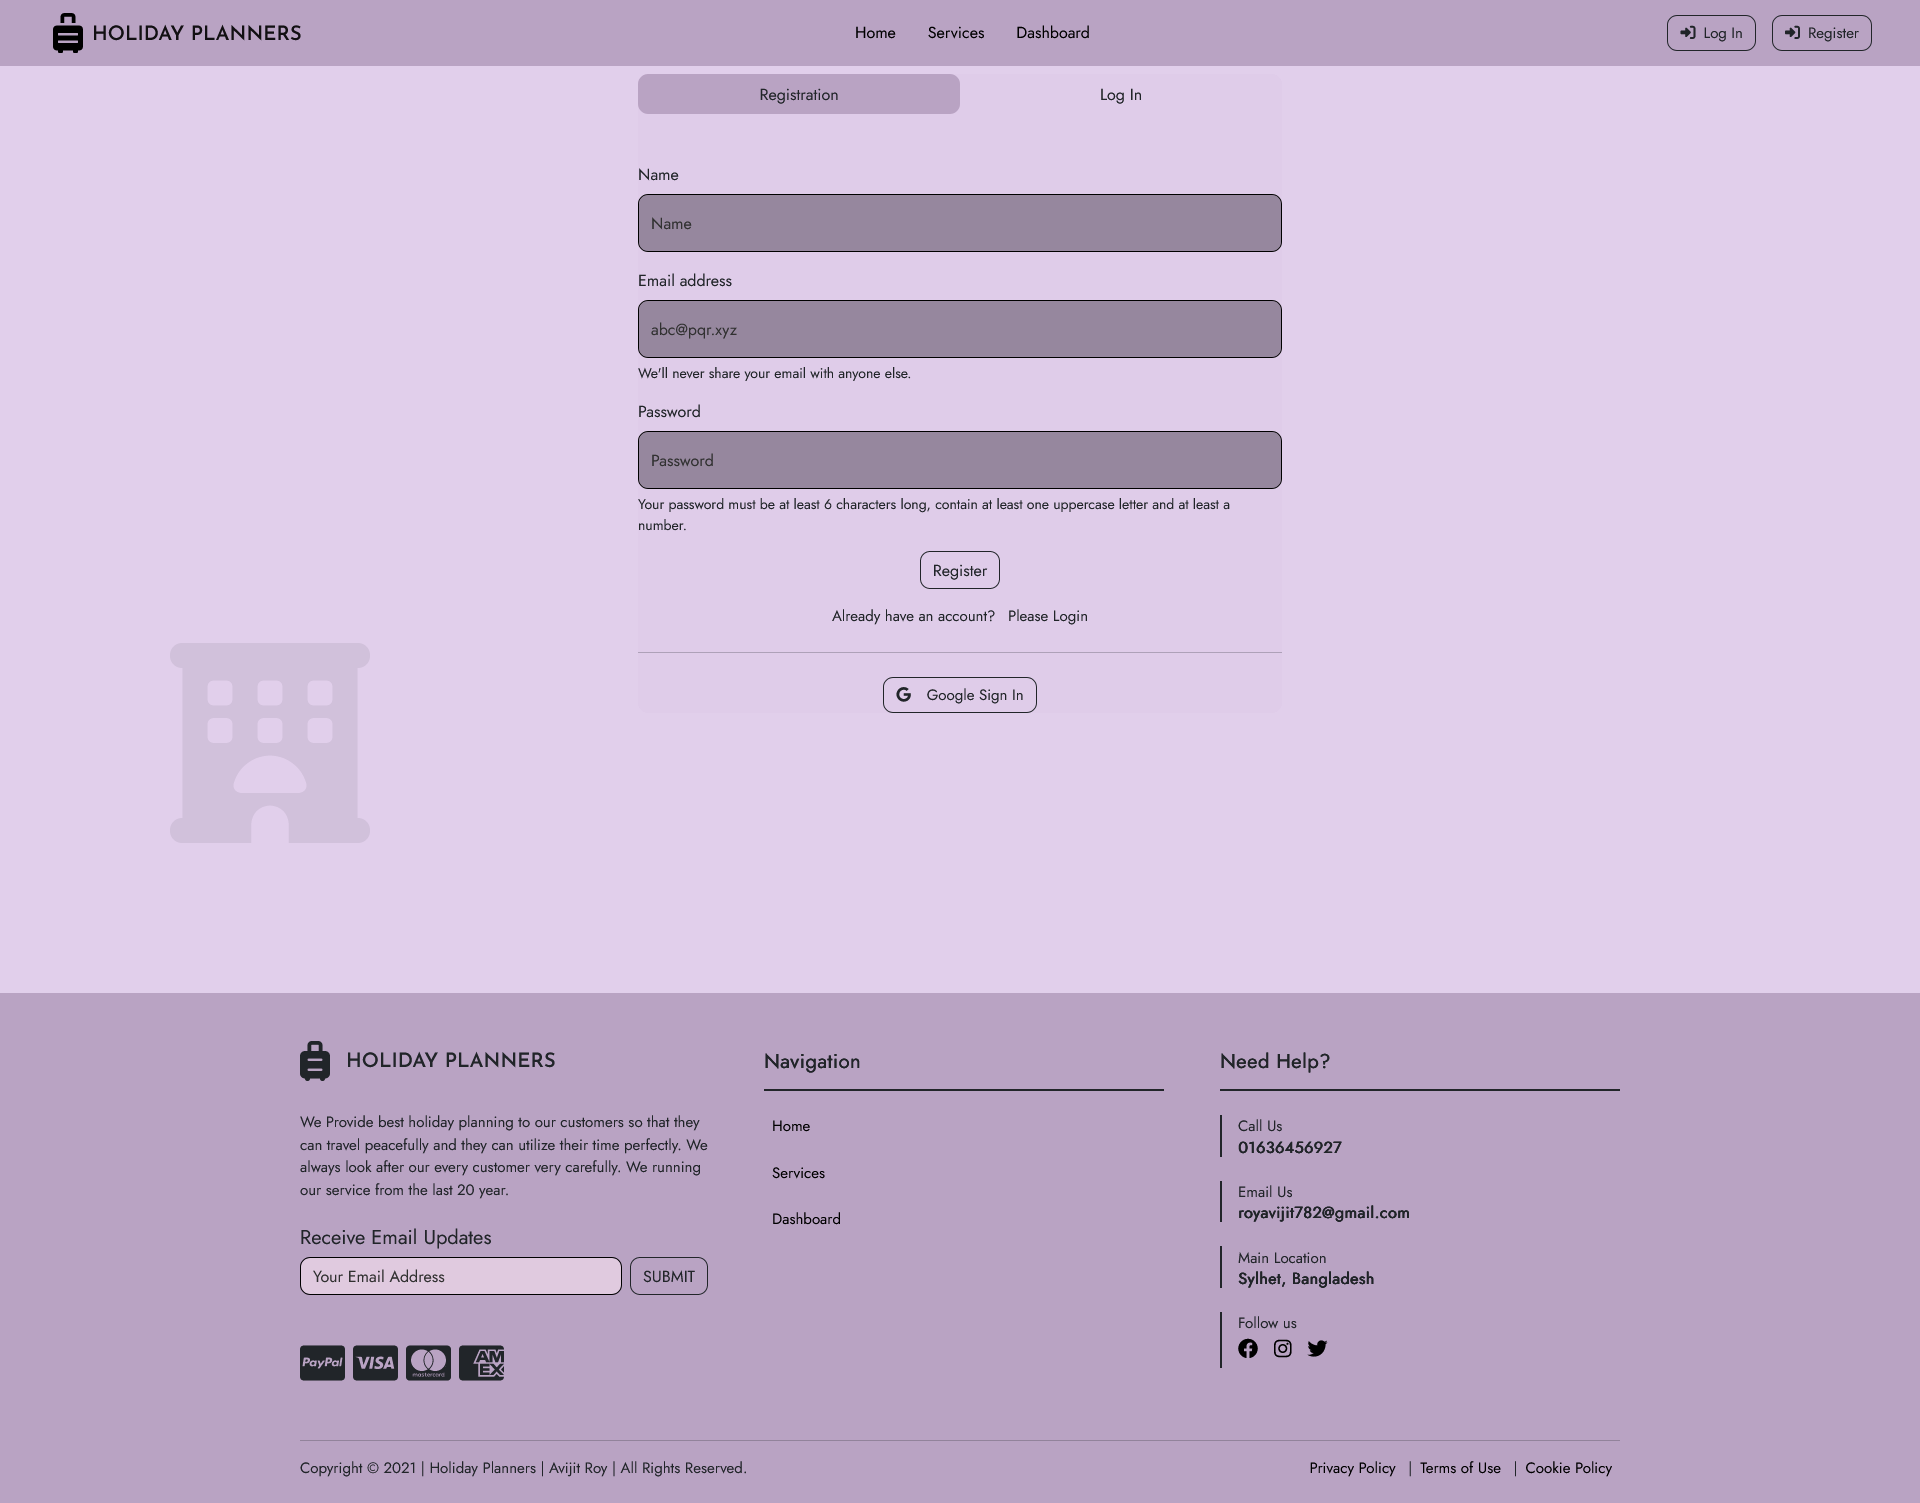 HOLIDAY PLANNERS
Home
Services
Dashboard
Log In
Register
Registration
Log In
Name
Name
Email address
abc@pqr.xyz
We'll never share your email with anyone else.
Password
Password
Your password must be at least 6 characters long, contain at least one uppercase letter and at least a
number.
Register
Already have an account? Please Login
Google Sign In
HOLIDAY PLANNERS
We Provide best holiday planning to our customers so that they
can travel peacefully and they can utilize their time perfectly. We
always look after our every customer very carefully. We running
our service from the last 20 year.
Receive Email Updates
Your Email Address
SUBMIT
PayPal
VISA
mastercard
AM
EX
Navigation
Home
Services
Dashboard
Need Help?
Call Us
01636456927
Email Us
royavijit782@gmail.com
Main Location
Sylhet, Bangladesh
Follow us
Copyright © 2021 | Holiday Planners | Avijit Roy | All Rights Reserved.
Privacy Policy | Terms of Use | Cookie Policy